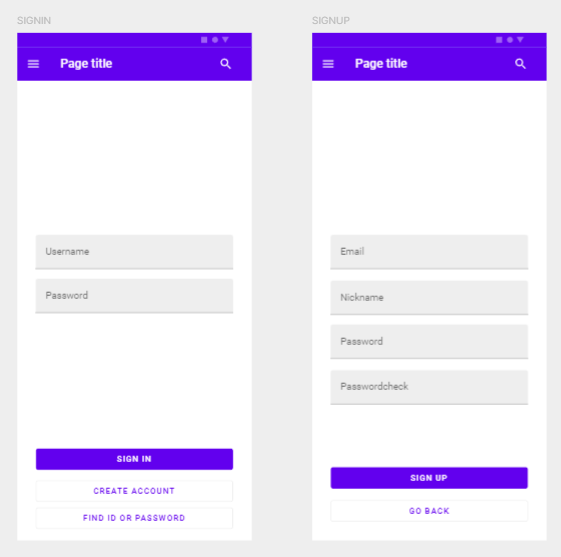 SIGNIN
Page title
Username
Password
SIGN IN
CREATE ACCOUNT
FIND ID OR PASSWORD
SIGNUP
Page title
Email
Nickname
Password
Passwordcheck
SIGN UP
GO BACK